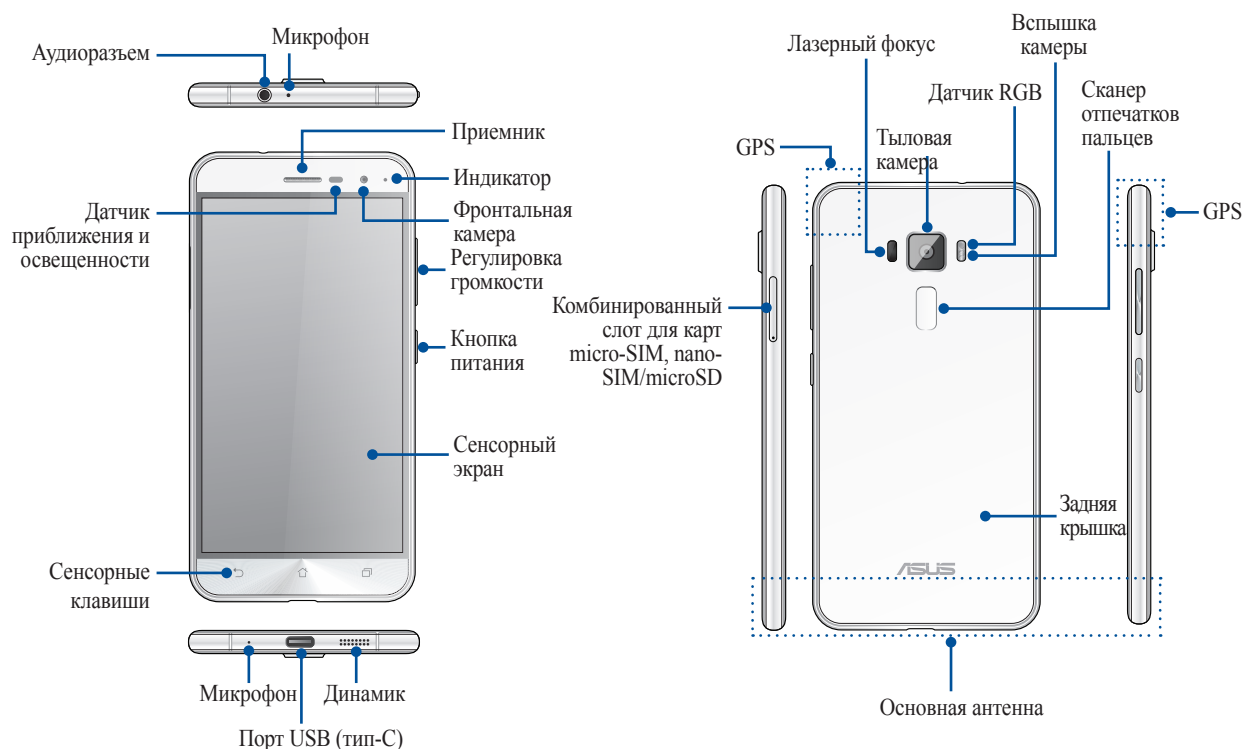 Микрофон
Аудиоразъем
Приемник
Индикатор
Датчик
приближения и
освещенности
Фронтальная
камера
Регулировка
громкости
Кнопка
питания
Сенсорный
экран
Сенсорные
клавиши
Микрофон
Динамик
Порт USB (тип-C)
Вспышка
камеры
Лазерный фокус
Датчик RGB
Сканер
отпечатков
пальцев
Тыловая
камера
GPS
GPS
Комбинированный
слот для карт
micro-SIM, nano-
SIM/microSD
Задняя
крышка
ASUS
Основная антенна